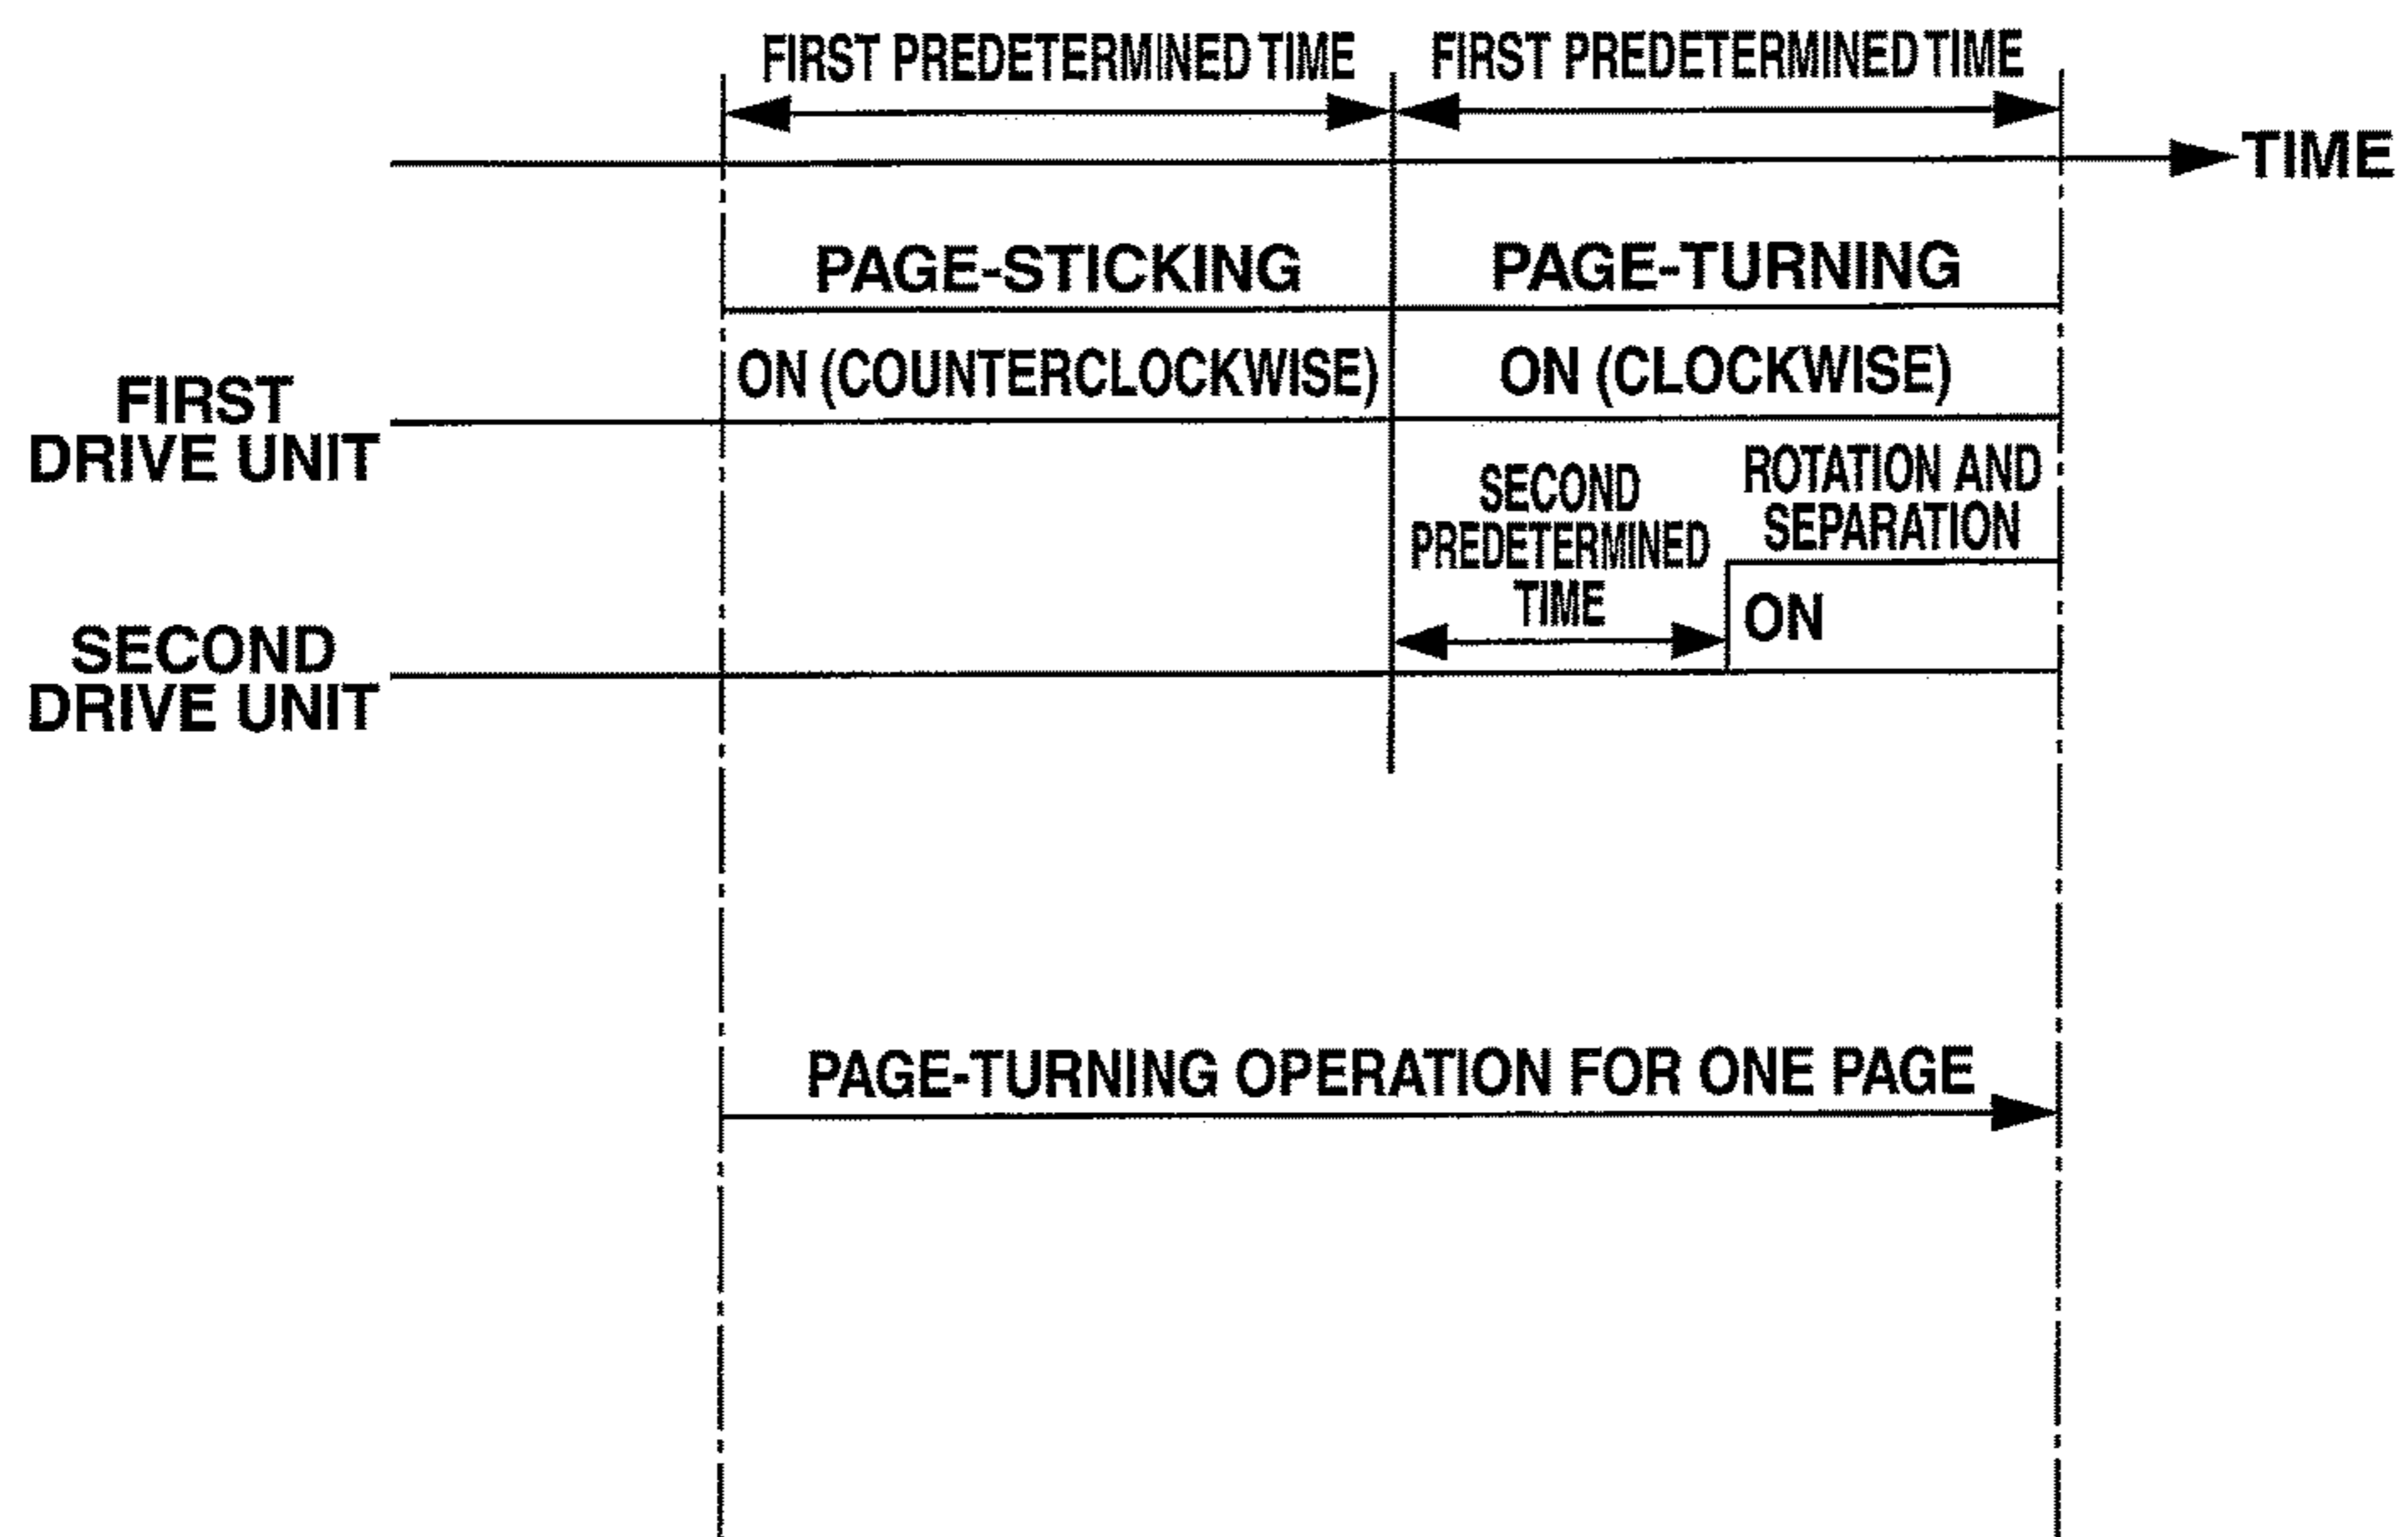 FIRST PREDETERMINED TIME
FIRST PREDETERMINED TIME
TIME
PAGE-STICKING
PAGE-TURNING
ON (COUNTERCLOCKWISE)
ON (CLOCKWISE)
FIRST
DRIVE UNIT
SECOND
PREDETERMINED
TIME
ROTATION AND
SEPARATION
ON
SECOND
DRIVE UNIT
PAGE-TURNING OPERATION FOR ONE PAGE